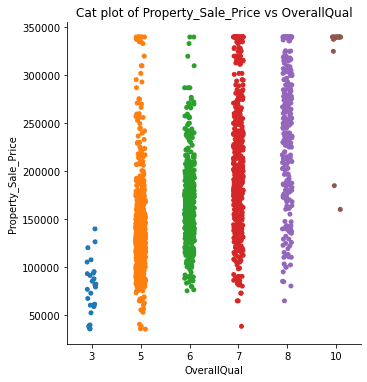 Cat plot of Property_Sale_Price vs OverallQual
350000
300000
250000
200000
150000
100000
50000
Property_Sale_Price
3 5 6 7 8 10
OverallQual